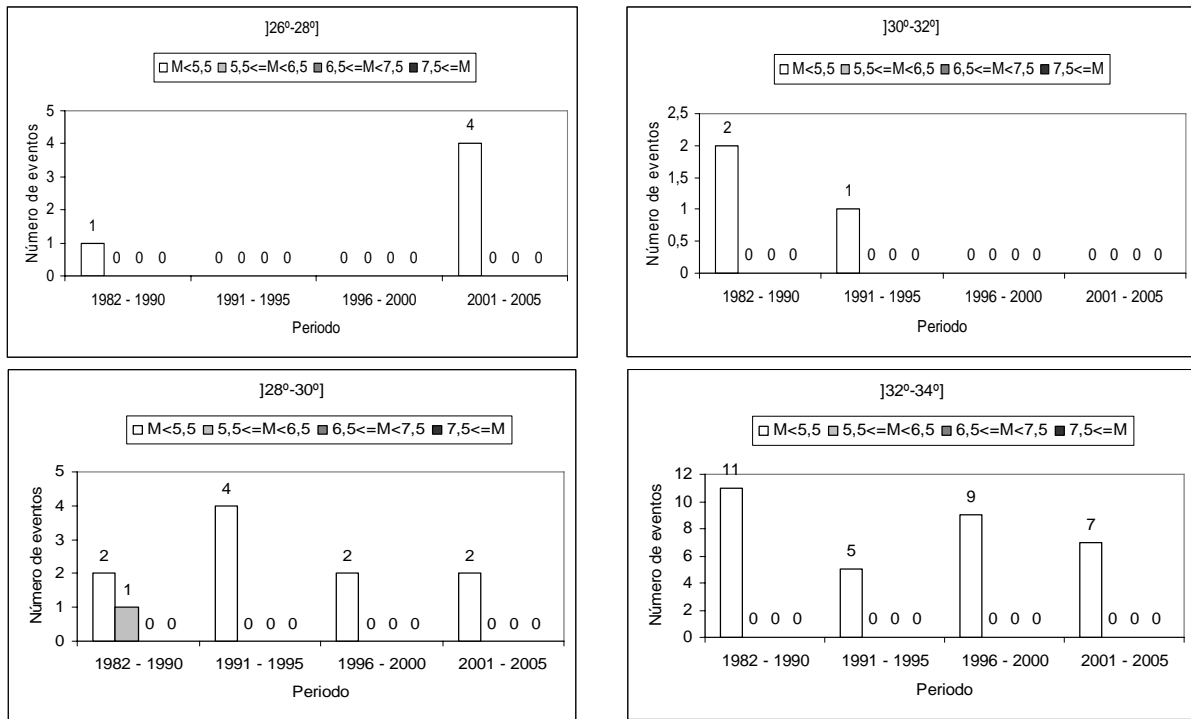 ]26º-28º]
M<5,5 5,5<=M<6,5 6,5<=M<7,5 7,5<=M
Número de eventos
5
4
3
2
1
0
1 0 0 0
0 0 0 0
0 0 0 0
4 0 0 0
1982 - 1990 1991 - 1995 1996 - 2000 2001 - 2005
Periodo
]30º-32º]
M<5,5 5,5<=M<6,5 6,5<=M<7,5 7,5<=M
Número de eventos
2,5
2
1,5
1
0,5
0
2 0 0 0
1 0 0 0
0 0 0 0
0 0 0 0
1982 - 1990 1991 - 1995 1996 - 2000 2001 - 2005
Periodo
]28º-30º]
M<5,5 5,5<=M<6,5 6,5<=M<7,5 7,5<=M
Número de eventos
5
4
3
2
1
0
2 1 0 0
4 0 0 0
2 0 0 0
2 0 0 0
1982 - 1990 1991 - 1995 1996 - 2000 2001 - 2005
Periodo
]32º-34º]
M<5,5 5,5<=M<6,5 6,5<=M<7,5 7,5<=M
Número de eventos
12
10
8
6
4
2
0
11 0 0 0
5 0 0 0
9 0 0 0
7 0 0 0
1982 - 1990 1991 - 1995 1996 - 2000 2001 - 2005
Periodo